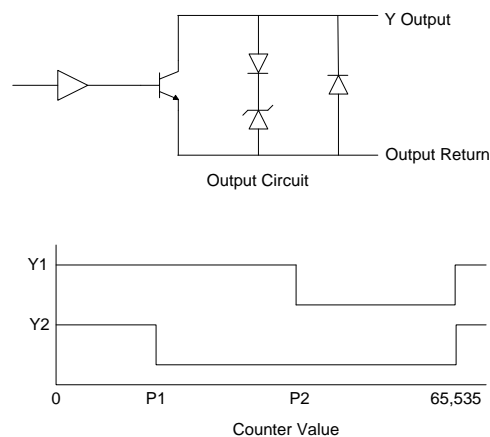 Y Output
Output Return
Output Circuit
Y1
Y2
0 P1 P2 65,535
Counter Value